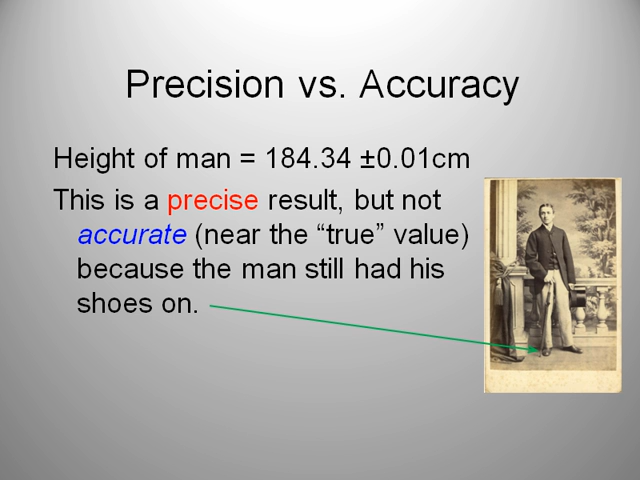 Precision vs. Accuracy
Height of man = 184.34 ±0.01cm
This is a precise result, but not
accurate (near the “true” value)
because the man still had his
shoes on.